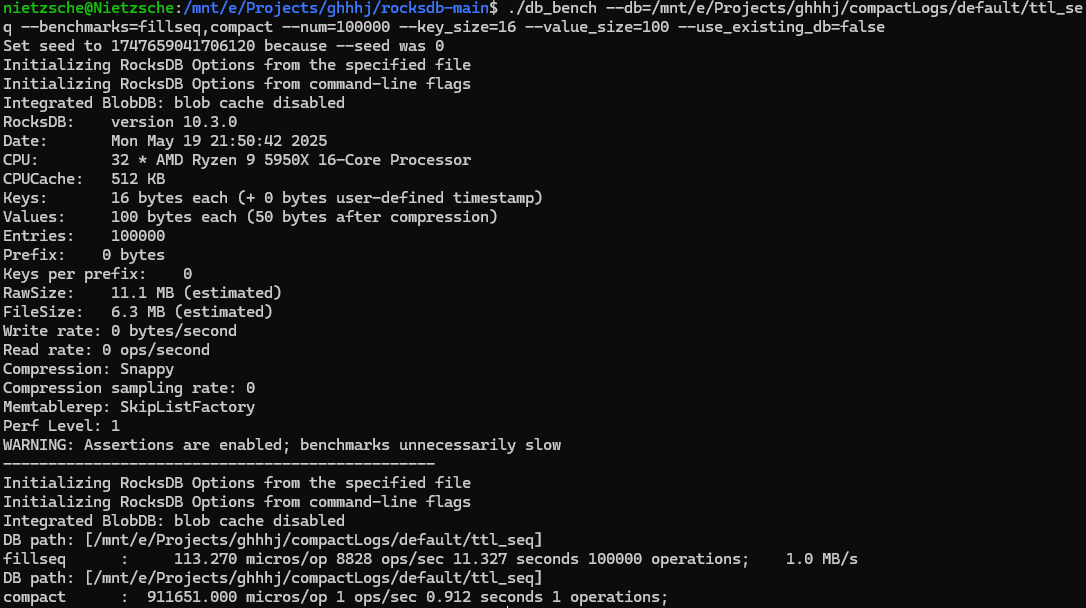 nietzsche@Nietzsche:/mnt/e/Projects/ghhhj/rocksdb-main$ ./db_bench --db=/mnt/e/Projects/ghhhj/compactLogs/default/ttl_se
q --benchmarks=fillseq,compact --num=100000 --key_size=16 --value_size=100 --use_existing_db=false
Set seed to 1747659041706120 because --seed was 0
Initializing RocksDB Options from the specified file
Initializing RocksDB Options from command-line flags
Integrated BlobDB: blob cache disabled
RocksDB:    version 10.3.0
Date:       Mon May 19 21:50:42 2025
CPU:        32 * AMD Ryzen 9 5950X 16-Core Processor
CPUCache:   512 KB
Keys:       16 bytes each (+ 0 bytes user-defined timestamp)
Values:     100 bytes each (50 bytes after compression)
Entries:    100000
Prefix:    0 bytes
Keys per prefix:    0
RawSize:    11.1 MB (estimated)
FileSize:   6.3 MB (estimated)
Write rate: 0 bytes/second
Read rate: 0 ops/second
Compression: Snappy
Compression sampling rate: 0
Memtablerep: SkipListFactory
Perf Level: 1
WARNING: Assertions are enabled; benchmarks unnecessarily slow
------------------------------------------------
Initializing RocksDB Options from the specified file
Initializing RocksDB Options from command-line flags
Integrated BlobDB: blob cache disabled
DB path: [/mnt/e/Projects/ghhhj/compactLogs/default/ttl_seq]
fillseq      :     113.270 micros/op 8828 ops/sec 11.327 seconds 100000 operations;    1.0 MB/s
DB path: [/mnt/e/Projects/ghhhj/compactLogs/default/ttl_seq]
compact      :  911651.000 micros/op 1 ops/sec 0.912 seconds 1 operations;